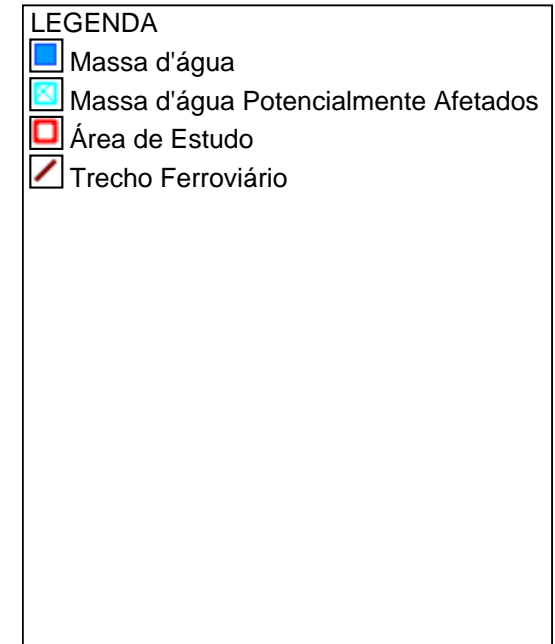 LEGENDA
Massa d'água
Massa d'água Potencialmente Afetados
Área de Estudo
Trecho Ferroviário